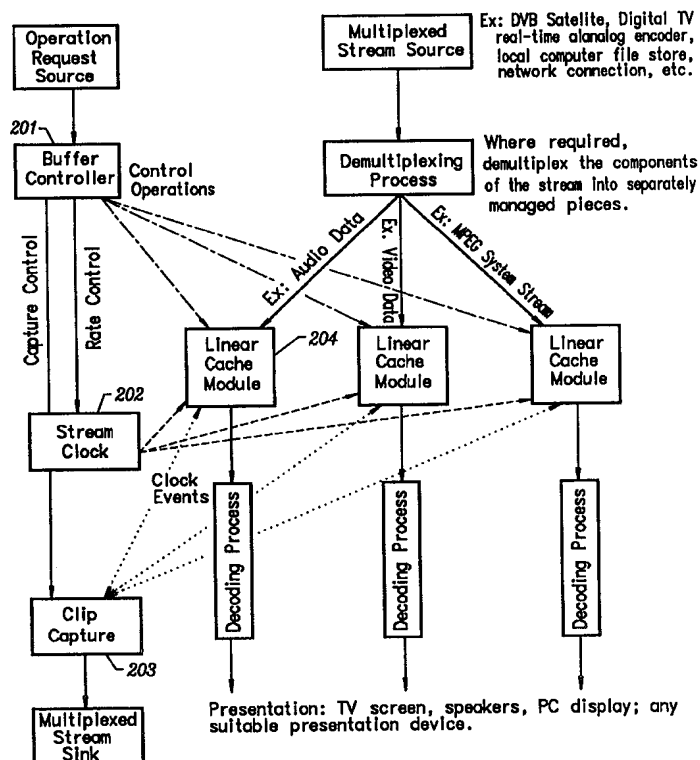 Operation
Request
Source
Multiplexed
Stream Source
Ex: DVB Satelite, Digital TV
real-time alanalog encoder,
local computer file store,
network connection, etc.
201
Buffer
Controller
Control
Operations
Demultiplexing
Process
Where required,
demultiplex the components
of the stream into separately
managed pieces.
Capture Control
Rate Control
Ex: Audio Data
Ex. Video Data
Ex: MPEG System Stream
Linear
Cache
Module
204
Linear
Cache
Module
Linear
Cache
Module
202
Stream
Clock
Clock
Events
Decoding Process
Decoding Process
Decoding Process
Clip
Capture
203
Multiplexed
Stream
Sink
Presentation: TV screen, speakers, PC display; any
suitable presentation device.